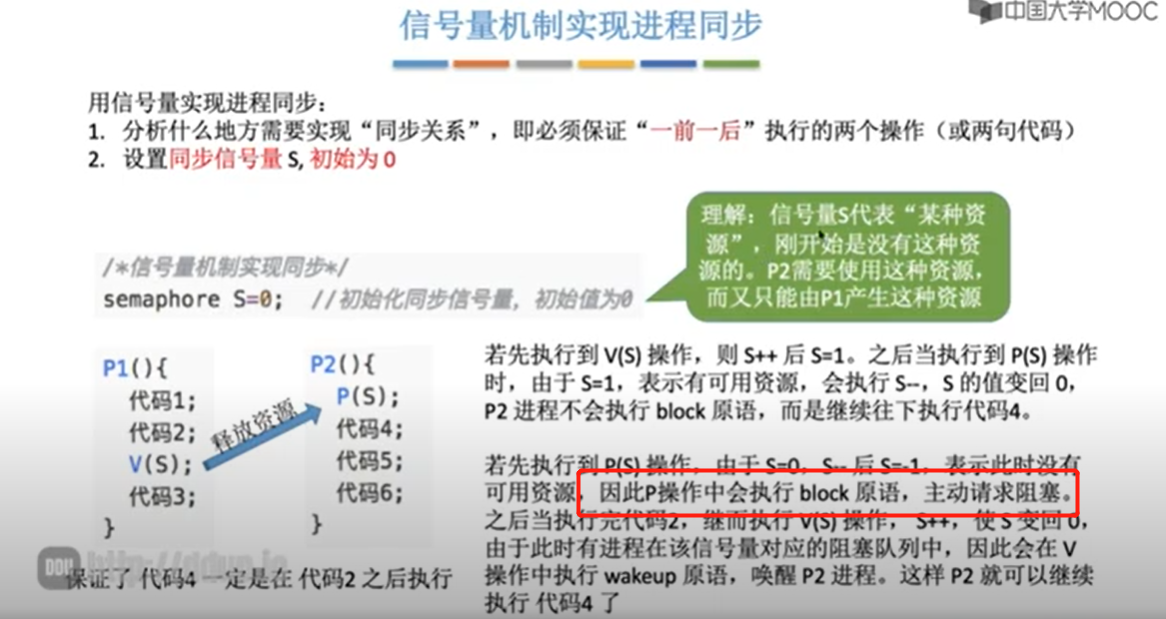 中国大学MOOC
信号量机制实现进程同步
用信号量实现进程同步：
1. 分析什么地方需要实现“同步关系”，即必须保证“一前一后”执行的两个操作（或两句代码）
2. 设置同步信号量 S, 初始为 0
理解：信号量S代表“某种资
源”，刚开始是没有这种资
源的。P2需要使用这种资源，
而又只能由P1产生这种资源
/*信号量机制实现同步*/
semaphore S=0; //初始化同步信号量，初始值为0
P1(){
代码1;
代码2;
V(S);
代码3;
}
释放资源
P2(){
P(S);
代码4;
代码5;
代码6;
}
保证了 代码4 一定是在 代码2 之后执行
若先执行到 V(S) 操作，则 S++ 后 S=1。之后当执行到 P(S) 操作
时，由于 S=1，表示有可用资源，会执行 S--，S 的值变回 0，
P2 进程不会执行 block 原语，而是继续往下执行代码4。
若先执行到 P(S) 操作，由于 S=0，S-- 后 S=-1，表示此时没有
可用资源，因此P操作中会执行 block 原语，主动请求阻塞。
之后当执行完代码2，继而执行 V(S) 操作， S++，使 S 变回 0，
由于此时有进程在该信号量对应的阻塞队列中，因此会在 V
操作中执行 wakeup 原语，唤醒 P2 进程。这样 P2 就可以继续
执行 代码4 了